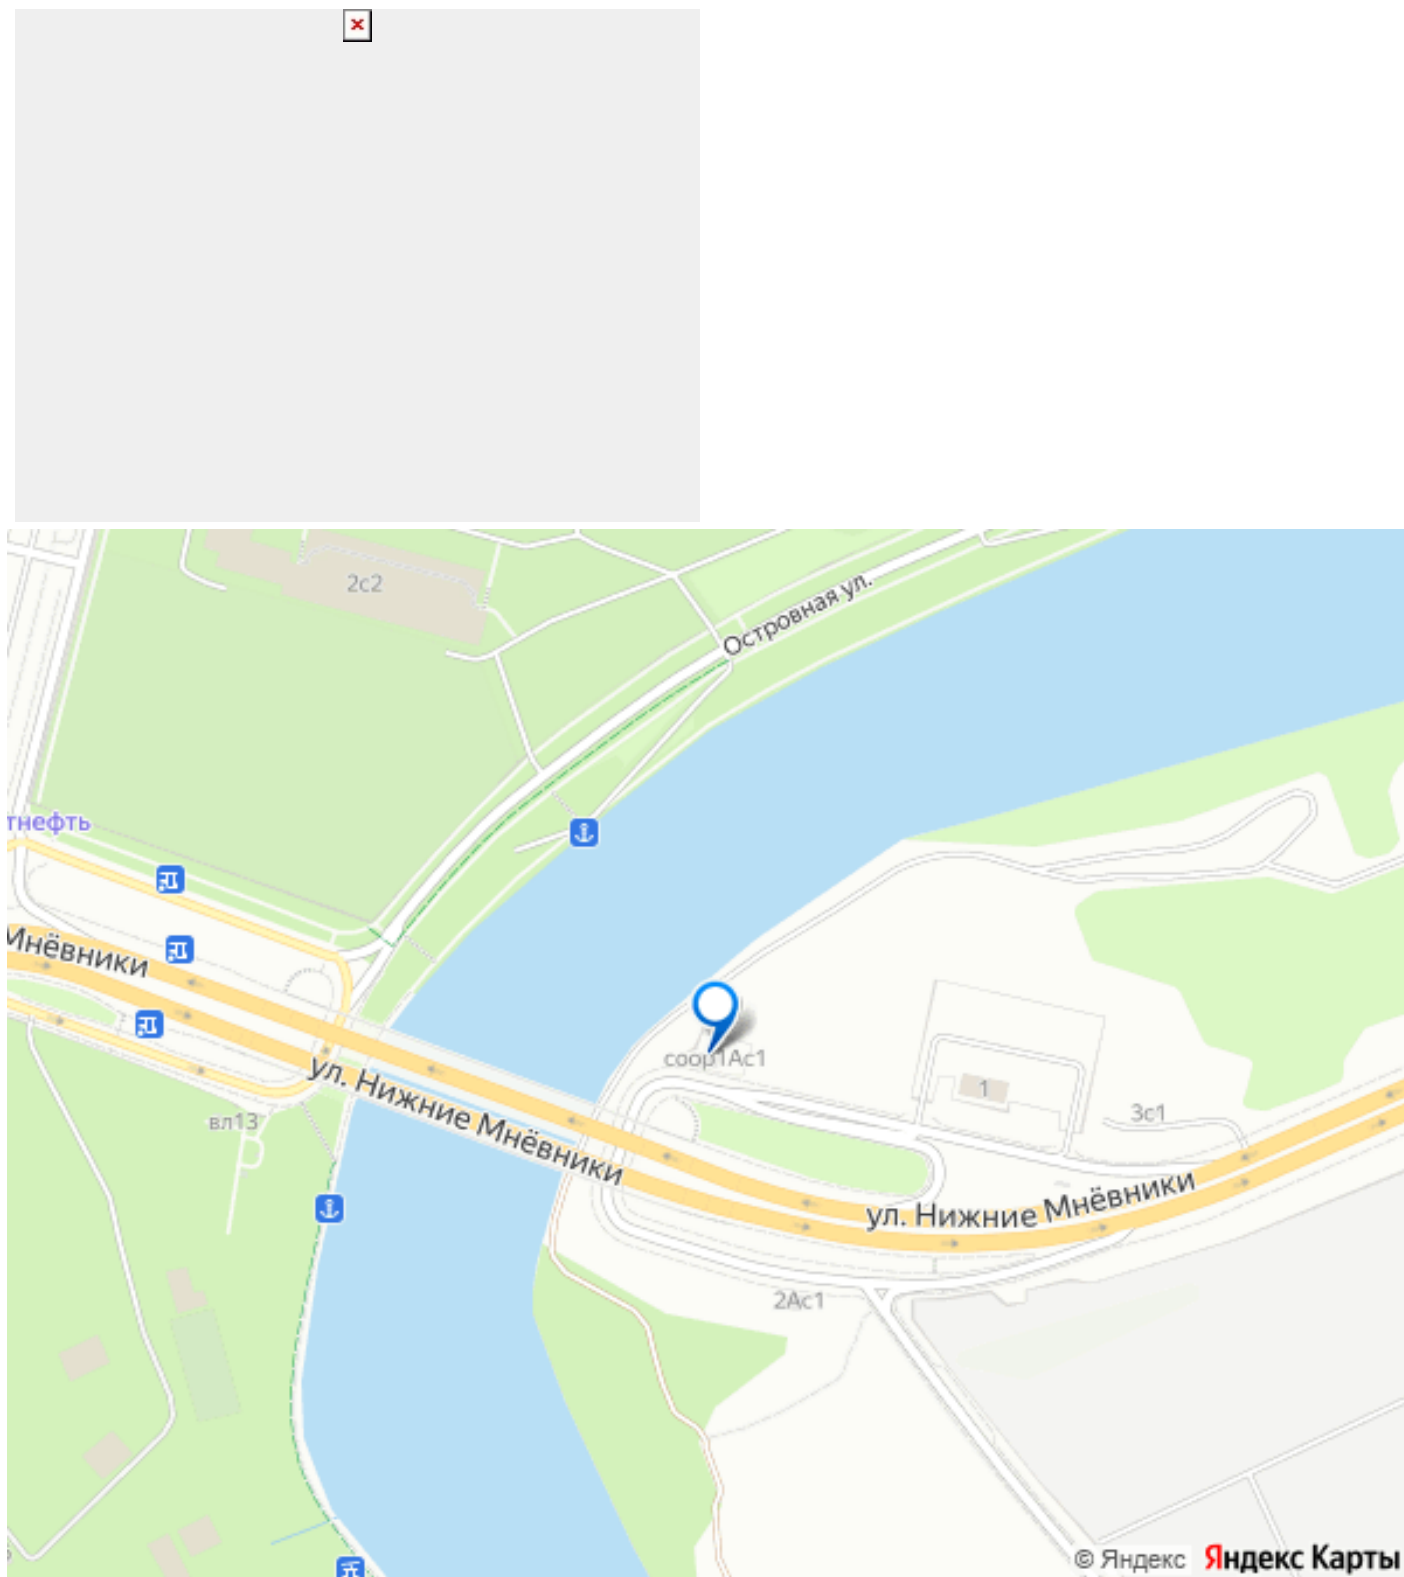 2с2
Островная ул.
тнефть
Мнёвники
соор1Ас1
ул. Нижние Мнёвники
1
3с1
вл13
ул. Нижние Мнёвники
2Ас1
© Яндекс Яндекс Карты